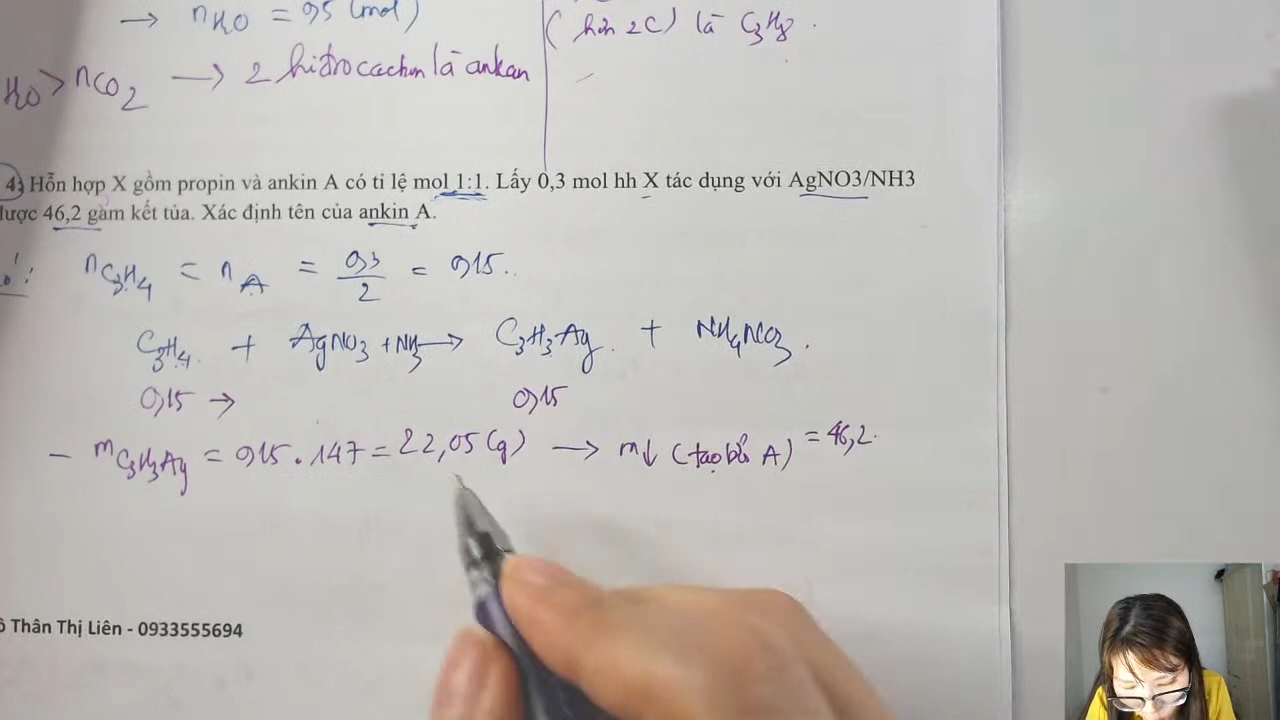 → nH2O = 0,5 (mol)
(hơn 2C) là C3H8.
H2O > nCO2 → 2 hiđrocacbon là ankan
4) Hỗn hợp X gồm propin và ankin A có tỉ lệ mol 1:1. Lấy 0,3 mol hh X tác dụng với AgNO3/NH3
được 46,2 gam kết tủa. Xác định tên của ankin A.
nC3H4 = nA = 0,3/2 = 0,15.
C3H4 + AgNO3 + NH3 → C3H3Ag + NH4NO3.
0,15 → 0,15
- mC3H3Ag = 0,15.147 = 22,05 (g) → m↓ (tạo bởi A) = 46,2.
Thân Thị Liên - 0933555694